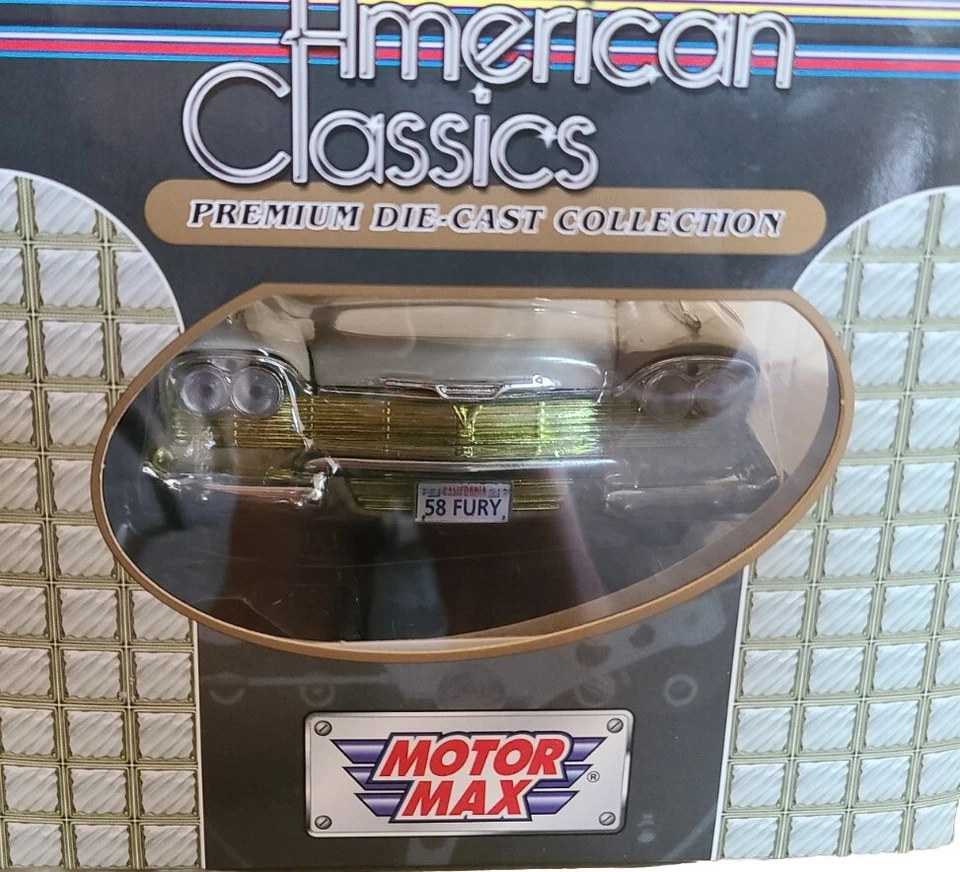 American
Classics
PREMIUM DIE-CAST COLLECTION
CALIFORNIA
58 FURY
MOTOR
MAX®